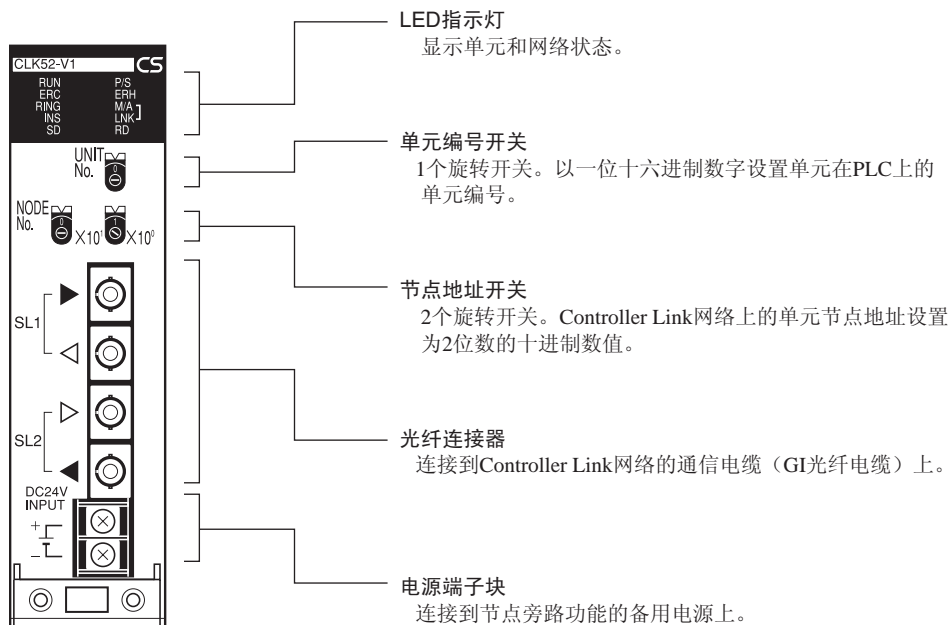 CLK52-V1 CS
RUN P/S
ERC ERH
RING M/A
INS LNK
SD RD
UNIT
No.
0
NODE
No.
0 X10¹ 1 X10⁰
SL1
SL2
DC24V
INPUT
+
−
LED指示灯
显示单元和网络状态。
单元编号开关
1个旋转开关。以一位十六进制数字设置单元在PLC上的
单元编号。
节点地址开关
2个旋转开关。Controller Link网络上的单元节点地址设置
为2位数的十进制数值。
光纤连接器
连接到Controller Link网络的通信电缆（GI光纤电缆）上。
电源端子块
连接到节点旁路功能的备用电源上。